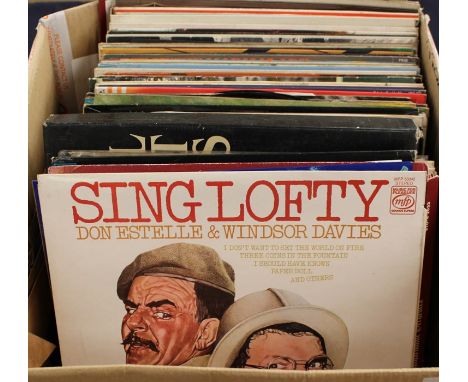 SING LOFTY
DON ESTELLE & WINDSOR DAVIES
I DON'T WANT TO SET THE WORLD ON FIRE
THREE COINS IN THE FOUNTAIN
I SHOULD HAVE KNOWN
PAPER DOLL
AND OTHERS
STEREO
mfp